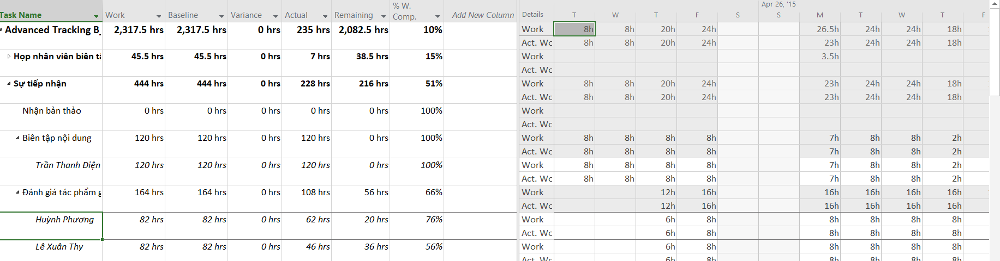 % W. Apr 26, '15
Task Name Work Baseline Variance Actual Remaining Comp. Add New Column Details T W T F S S M T W T F
Advanced Tracking B 2,317.5 hrs 2,317.5 hrs 0 hrs 235 hrs 2,082.5 hrs 10% Work 8h 8h 20h 24h 26.5h 24h 24h 18h
Act. Wc 8h 8h 20h 24h 23h 24h 24h 18h
Họp nhân viên biên 45.5 hrs 45.5 hrs 0 hrs 7 hrs 38.5 hrs 15% Work 3.5h
Act. Wc
Sự tiếp nhận 444 hrs 444 hrs 0 hrs 228 hrs 216 hrs 51% Work 8h 8h 20h 24h 23h 24h 24h 18h
Act. Wc 8h 8h 20h 24h 23h 24h 24h 18h
Nhận bản thảo 0 hrs 0 hrs 0 hrs 0 hrs 0 hrs 100% Work
Act. Wc
Biên tập nội dung 120 hrs 120 hrs 0 hrs 120 hrs 0 hrs 100% Work 8h 8h 8h 8h 7h 8h 8h 2h
Act. Wc 8h 8h 8h 8h 7h 8h 8h 2h
Trần Thanh Điện 120 hrs 120 hrs 0 hrs 120 hrs 0 hrs 100% Work 8h 8h 8h 8h 7h 8h 8h 2h
Act. Wc 8h 8h 8h 8h 7h 8h 8h 2h
Đánh giá tác phẩm g 164 hrs 164 hrs 0 hrs 108 hrs 56 hrs 66% Work 12h 16h 16h 16h 16h 16h
Act. Wc 12h 16h 16h 16h 16h 16h
Huỳnh Phương 82 hrs 82 hrs 0 hrs 62 hrs 20 hrs 76% Work 6h 8h 8h 8h 8h 8h
Act. Wc 6h 8h 8h 8h 8h 8h
Lê Xuân Thy 82 hrs 82 hrs 0 hrs 46 hrs 36 hrs 56% Work 6h 8h 8h 8h 8h 8h
Act. Wc 6h 8h 8h 8h 8h 8h